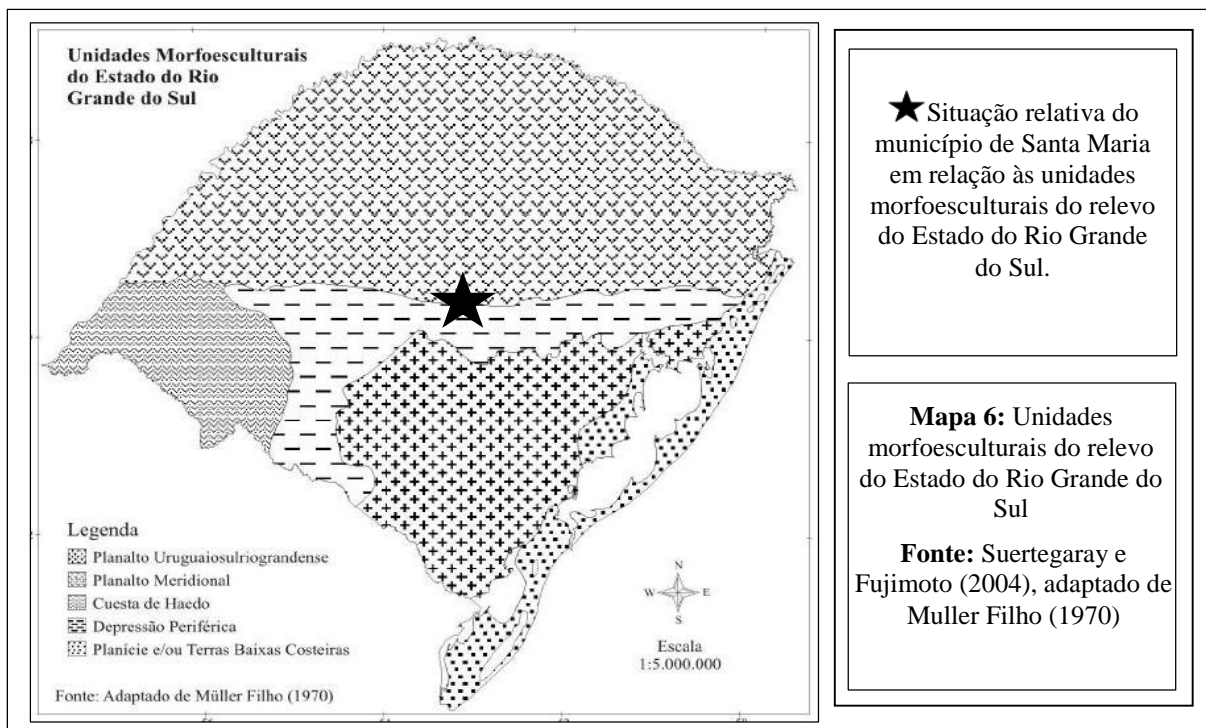 Unidades Morfoesculturais
do Estado do Rio
Grande do Sul
Legenda
Planalto Uruguaiosulriograndense
Planalto Meridional
Cuesta de Haedo
Depressão Periférica
Planície e/ou Terras Baixas Costeiras
Fonte: Adaptado de Müller Filho (1970)
N
W E
S
Escala
1:5.000.000
Situação relativa do
município de Santa Maria
em relação às unidades
morfoesculturais do relevo
do Estado do Rio Grande
do Sul.
Mapa 6: Unidades
morfoesculturais do relevo
do Estado do Rio Grande do
Sul
Fonte: Suertegaray e
Fujimoto (2004), adaptado de
Muller Filho (1970)